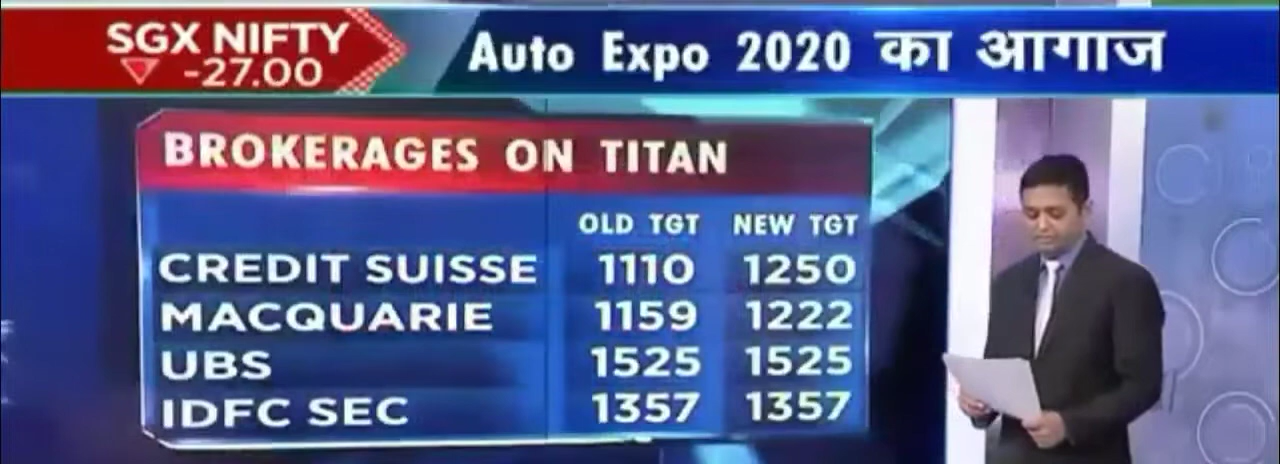 SGX NIFTY
-27.00
Auto Expo 2020 का आगाज
BROKERAGES ON TITAN
OLD TGT NEW TGT
CREDIT SUISSE 1110 1250
MACQUARIE 1159 1222
UBS 1525 1525
IDFC SEC 1357 1357